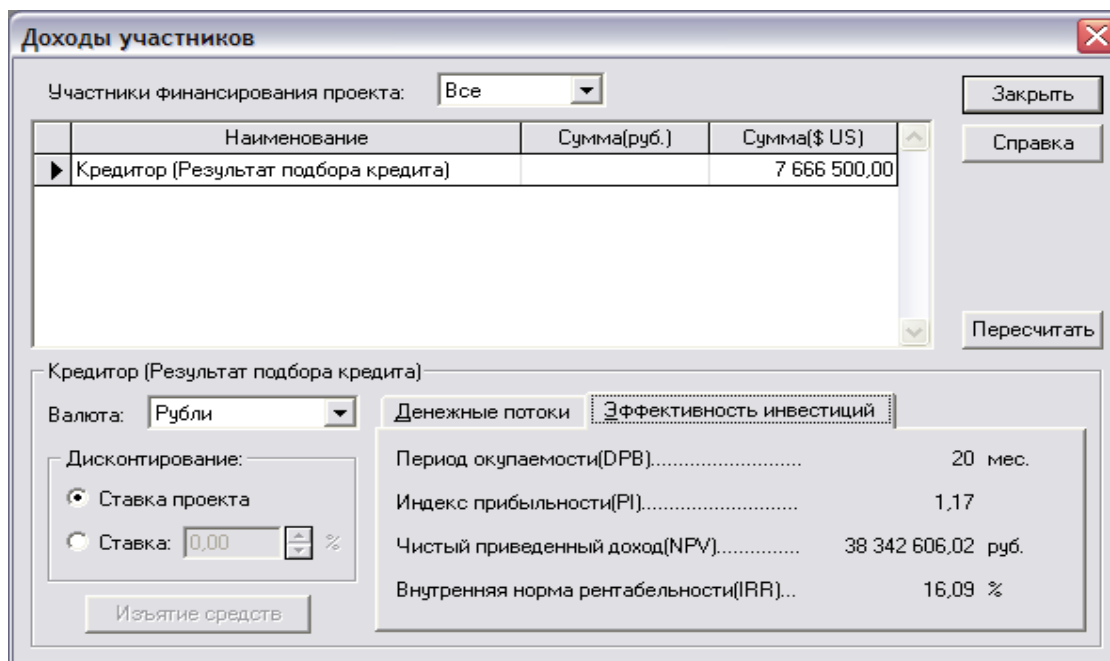 Доходы участников
Участники финансирования проекта: Все
Закрыть
Наименование Сумма(руб.) Сумма($ US)
Справка
Кредитор (Результат подбора кредита) 7 666 500,00
Пересчитать
Кредитор (Результат подбора кредита)
Валюта: Рубли
Денежные потоки Эффективность инвестиций
Дисконтирование:
Период окупаемости(DPB).......................... 20 мес.
Ставка проекта
Индекс прибыльности(PI)........................... 1,17
Ставка: 0,00 %
Чистый приведенный доход(NPV).............. 38 342 606,02 руб.
Внутренняя норма рентабельности(IRR)... 16,09 %
Изъятие средств